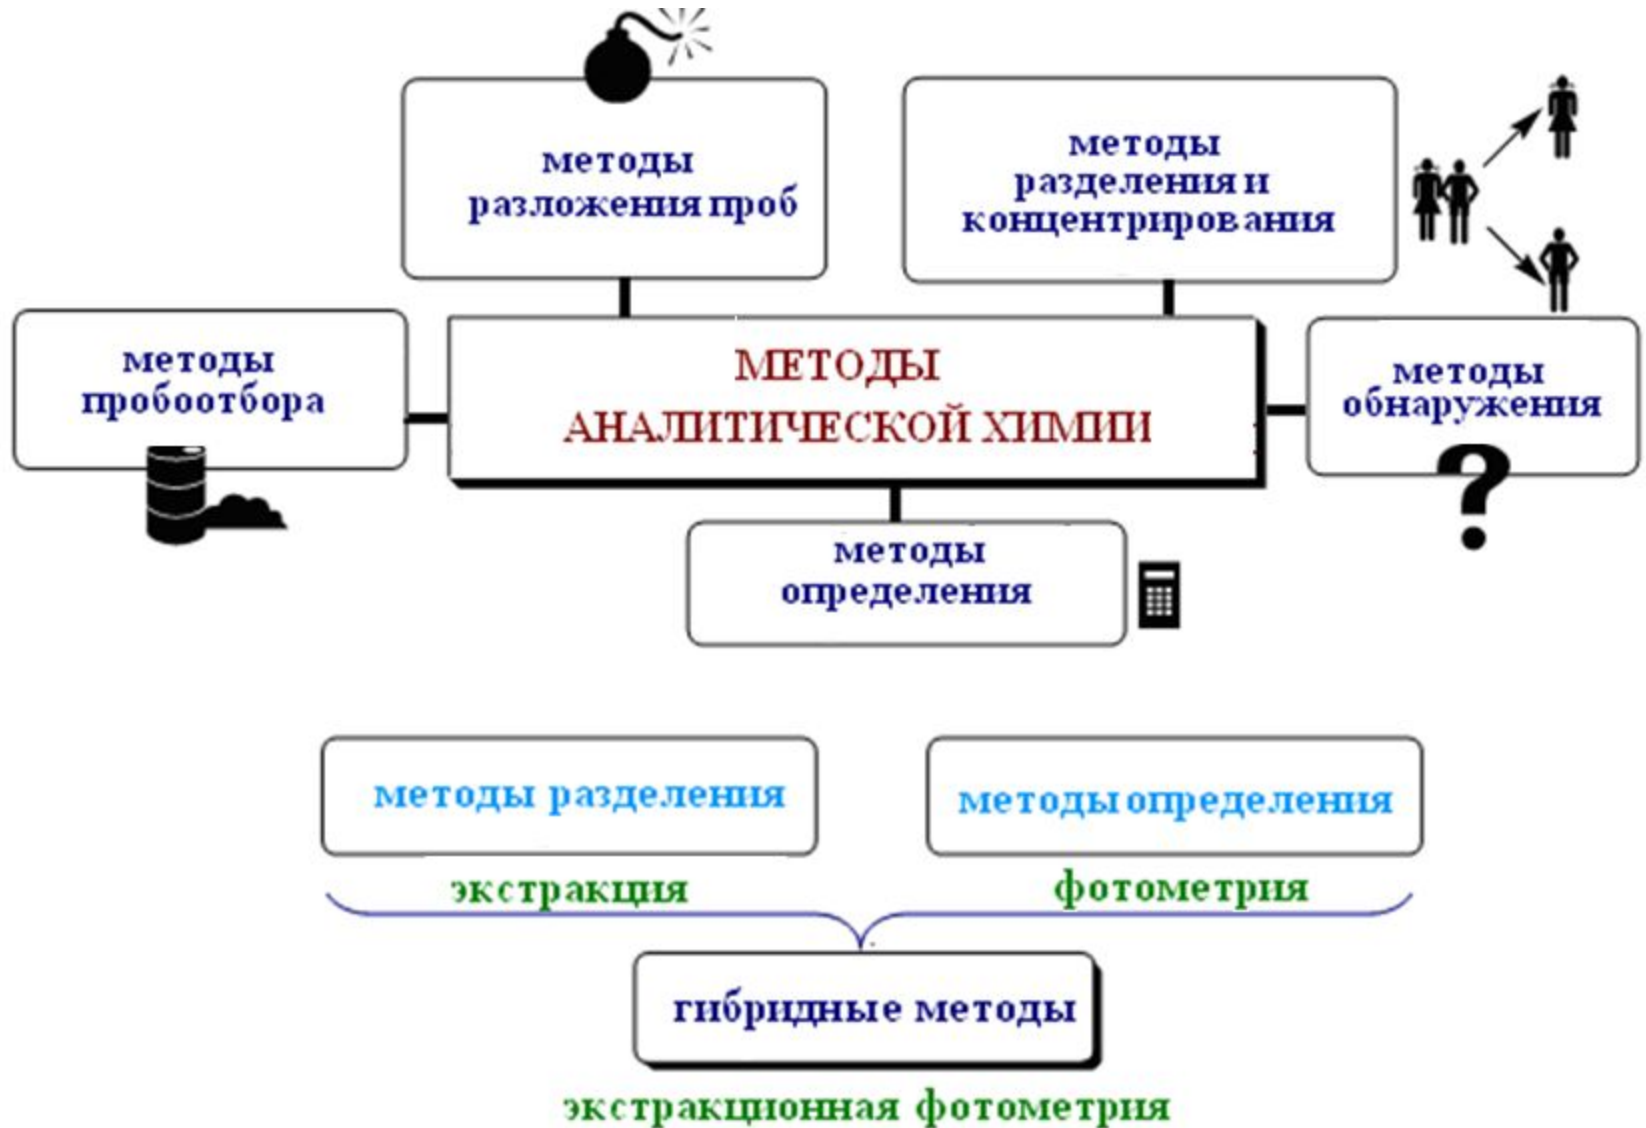 методы
разложения проб
методы
разделения и
концентрирования
методы
пробоотбора
МЕТОДЫ
АНАЛИТИЧЕСКОЙ ХИМИИ
методы
обнаружения
?
методы
определения
методы разделения
методы определения
экстракция
фотометрия
гибридные методы
экстракционная фотометрия